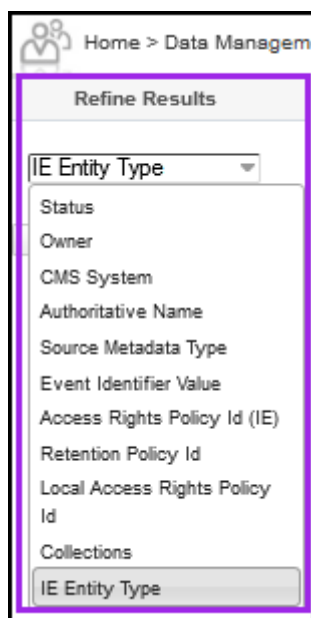 Home > Data Managem
Refine Results
IE Entity Type
Status
Owner
CMS System
Authoritative Name
Source Metadata Type
Event Identifier Value
Access Rights Policy Id (IE)
Retention Policy Id
Local Access Rights Policy
Id
Collections
IE Entity Type